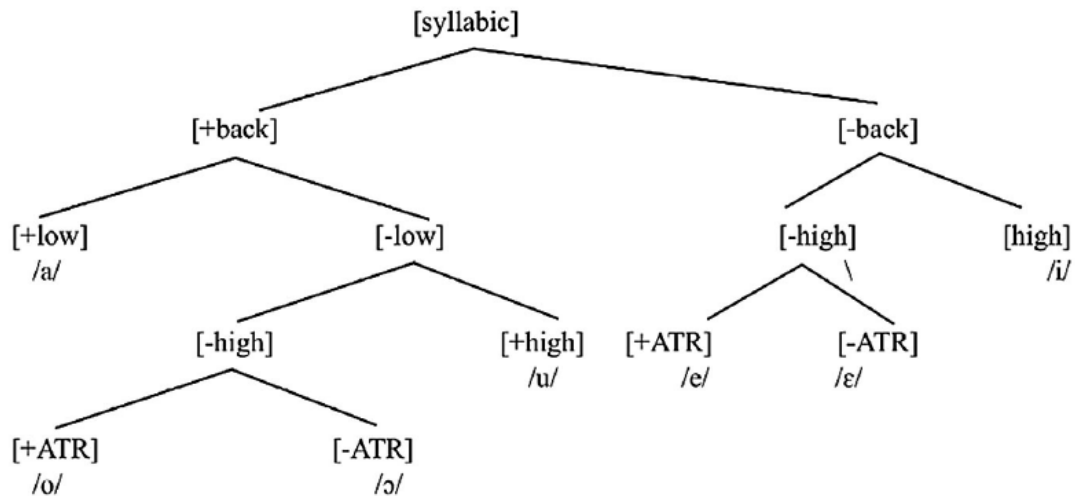 [syllabic]
[+back] [-back]
[+low] [-low] [-high] [high]
/a/ /i/
[-high] [+high] [+ATR] [-ATR]
/u/ /e/ /ɛ/
[+ATR] [-ATR]
/o/ /ɔ/